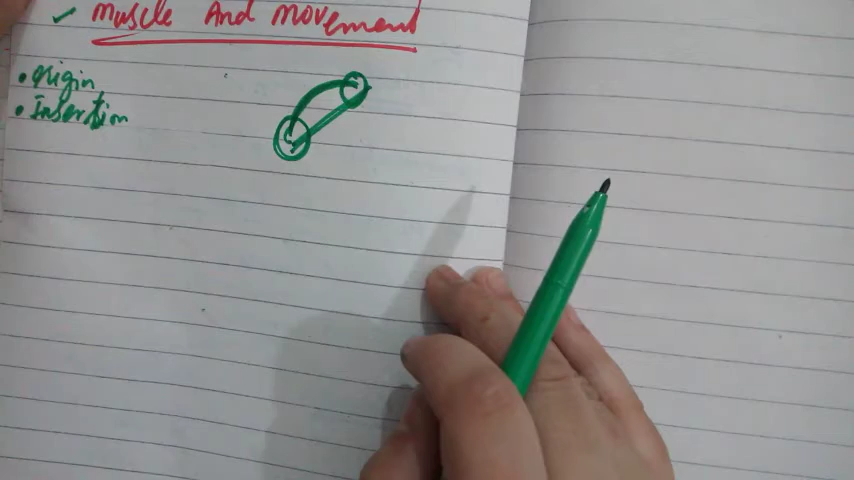 ✓ Muscle And Movement
• Origin
• Insertion